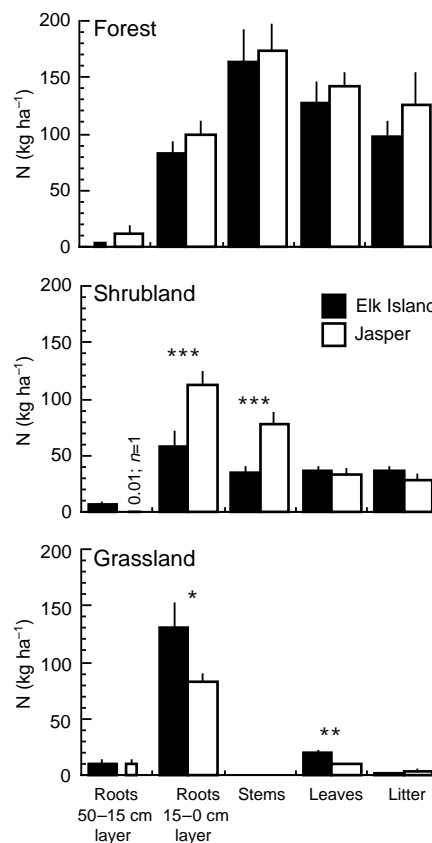 Forest
200
150
100
50
0
N (kg ha⁻¹)
Shrubland
200
150
100
50
0
N (kg ha⁻¹)
Elk Island
Jasper
***
***
0.01; n=1
Grassland
200
150
100
50
0
N (kg ha⁻¹)
*
**
Roots Roots Stems Leaves Litter
50–15 cm 15–0 cm
layer layer